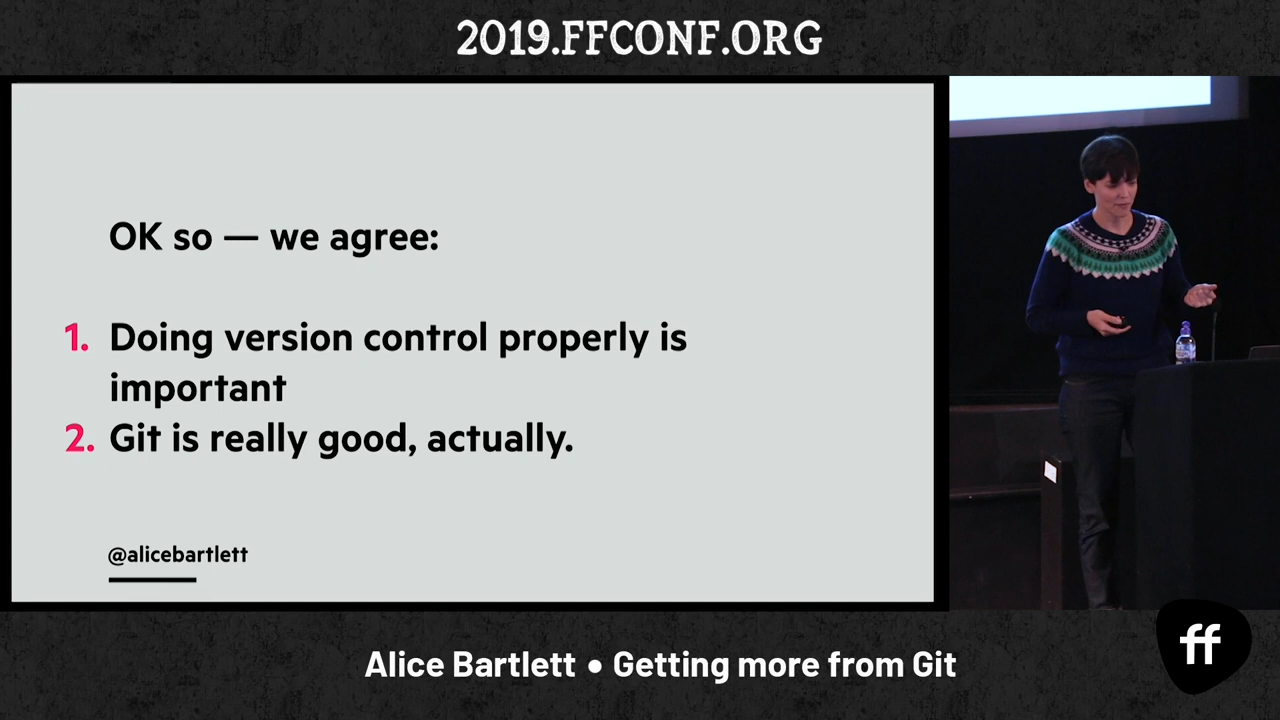 2019.FFCONF.ORG
OK so — we agree:
1. Doing version control properly is
important
2. Git is really good, actually.
@alicebartlett
Alice Bartlett • Getting more from Git
ff